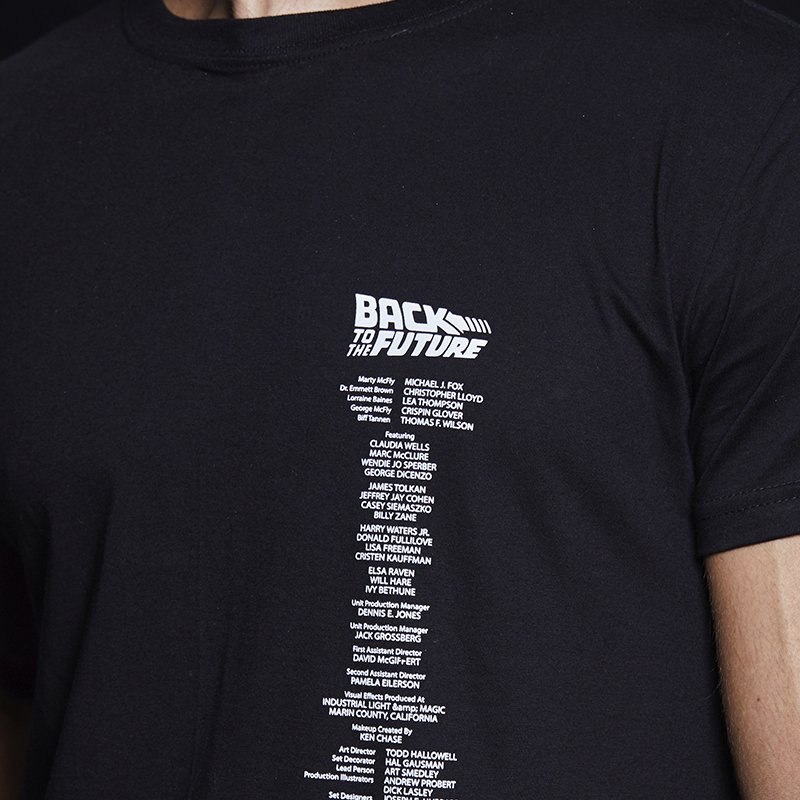 BACK
TO
THE FUTURE
Marty McFly MICHAEL J. FOX
Dr. Emmett Brown CHRISTOPHER LLOYD
Lorraine Baines LEA THOMPSON
George McFly CRISPIN GLOVER
Biff Tannen THOMAS F. WILSON
Featuring
CLAUDIA WELLS
MARC McCLURE
WENDIE JO SPERBER
GEORGE DICENZO
JAMES TOLKAN
JEFFREY JAY COHEN
CASEY SIEMASZKO
BILLY ZANE
HARRY WATERS JR.
DONALD FULLILOVE
LISA FREEMAN
CRISTEN KAUFFMAN
ELSA RAVEN
WILL HARE
IVY BETHUNE
Unit Production Manager
DENNIS E. JONES
Unit Production Manager
JACK GROSSBERG
First Assistant Director
DAVID
Second Assistant Director
PAMELA EILERSON
Visual Effects Produced At
INDUSTRIAL LIGHT &amp; MAGIC
MARIN COUNTY, CALIFORNIA
Makeup Created By
KEN CHASE
Art Director TODD HALLOWELL
Set Decorator HAL GAUSMAN
Lead Person ART SMEDLEY
Production Illustrators ANDREW PROBERT
DICK LASLEY
Set Designers